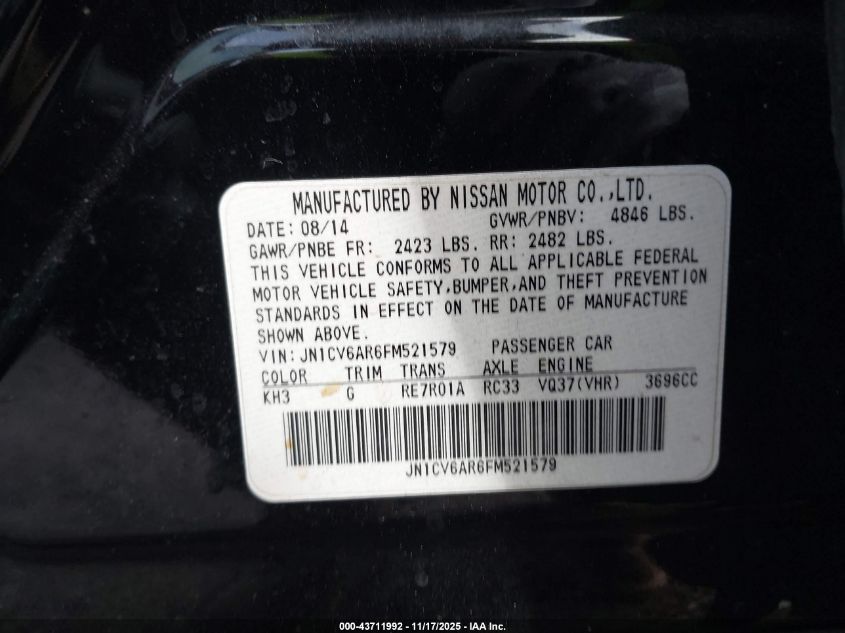 MANUFACTURED BY NISSAN MOTOR CO.,LTD.
DATE: 08/14 GVWR/PNBV: 4846 LBS.
GAWR/PNBE FR: 2423 LBS. RR: 2482 LBS.
THIS VEHICLE CONFORMS TO ALL APPLICABLE FEDERAL
MOTOR VEHICLE SAFETY,BUMPER,AND THEFT PREVENTION
STANDARDS IN EFFECT ON THE DATE OF MANUFACTURE
SHOWN ABOVE.
VIN:JN1CV6AR6FM521579 PASSENGER CAR
COLOR TRIM TRANS AXLE ENGINE
KH3 G RE7R01A RC33 VQ37(VHR) 3696CC
JN1CV6AR6FM521579
000-43711992 - 11/17/2025 - IAA Inc.